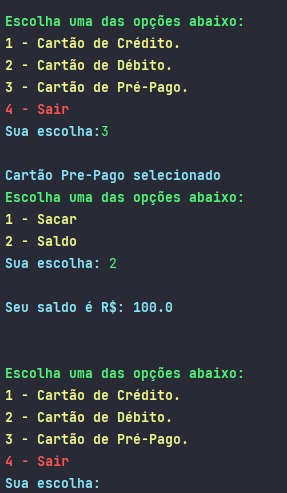 Escolha uma das opções abaixo:
1 - Cartão de Crédito.
2 - Cartão de Débito.
3 - Cartão de Pré-Pago.
4 - Sair
Sua escolha:3
Cartão Pre-Pago selecionado
Escolha uma das opções abaixo:
1 - Sacar
2 - Saldo
Sua escolha: 2
Seu saldo é R$: 100.0
Escolha uma das opções abaixo:
1 - Cartão de Crédito.
2 - Cartão de Débito.
3 - Cartão de Pré-Pago.
4 - Sair
Sua escolha: